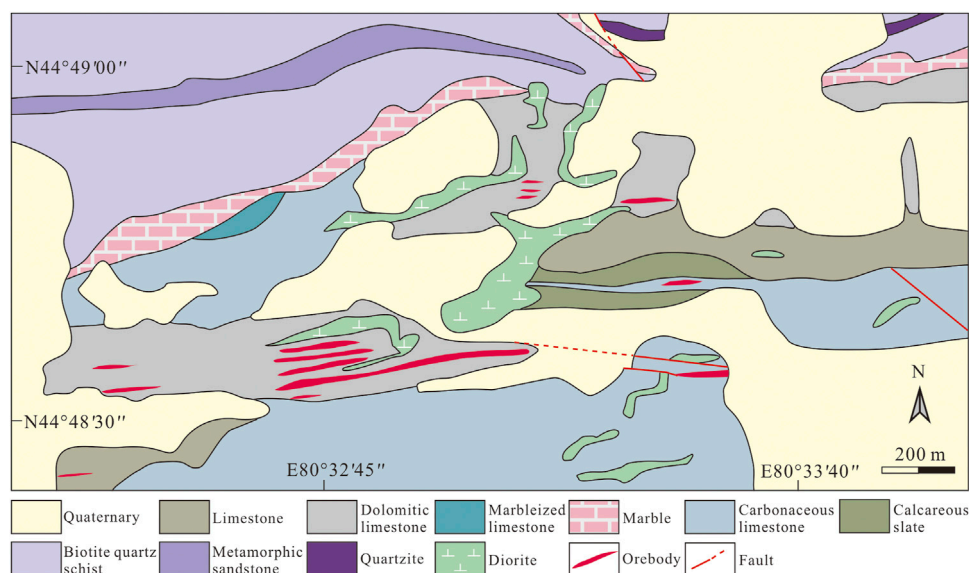 N44°49′00″
N
N44°48′30″
200 m
E80°32′45″
E80°33′40″
Quaternary
Limestone
Dolomitic
limestone
Marbleized
limestone
Marble
Carbonaceous
limestone
Calcareous
slate
Biotite quartz
schist
Metamorphic
sandstone
Quartzite
Diorite
Orebody
Fault